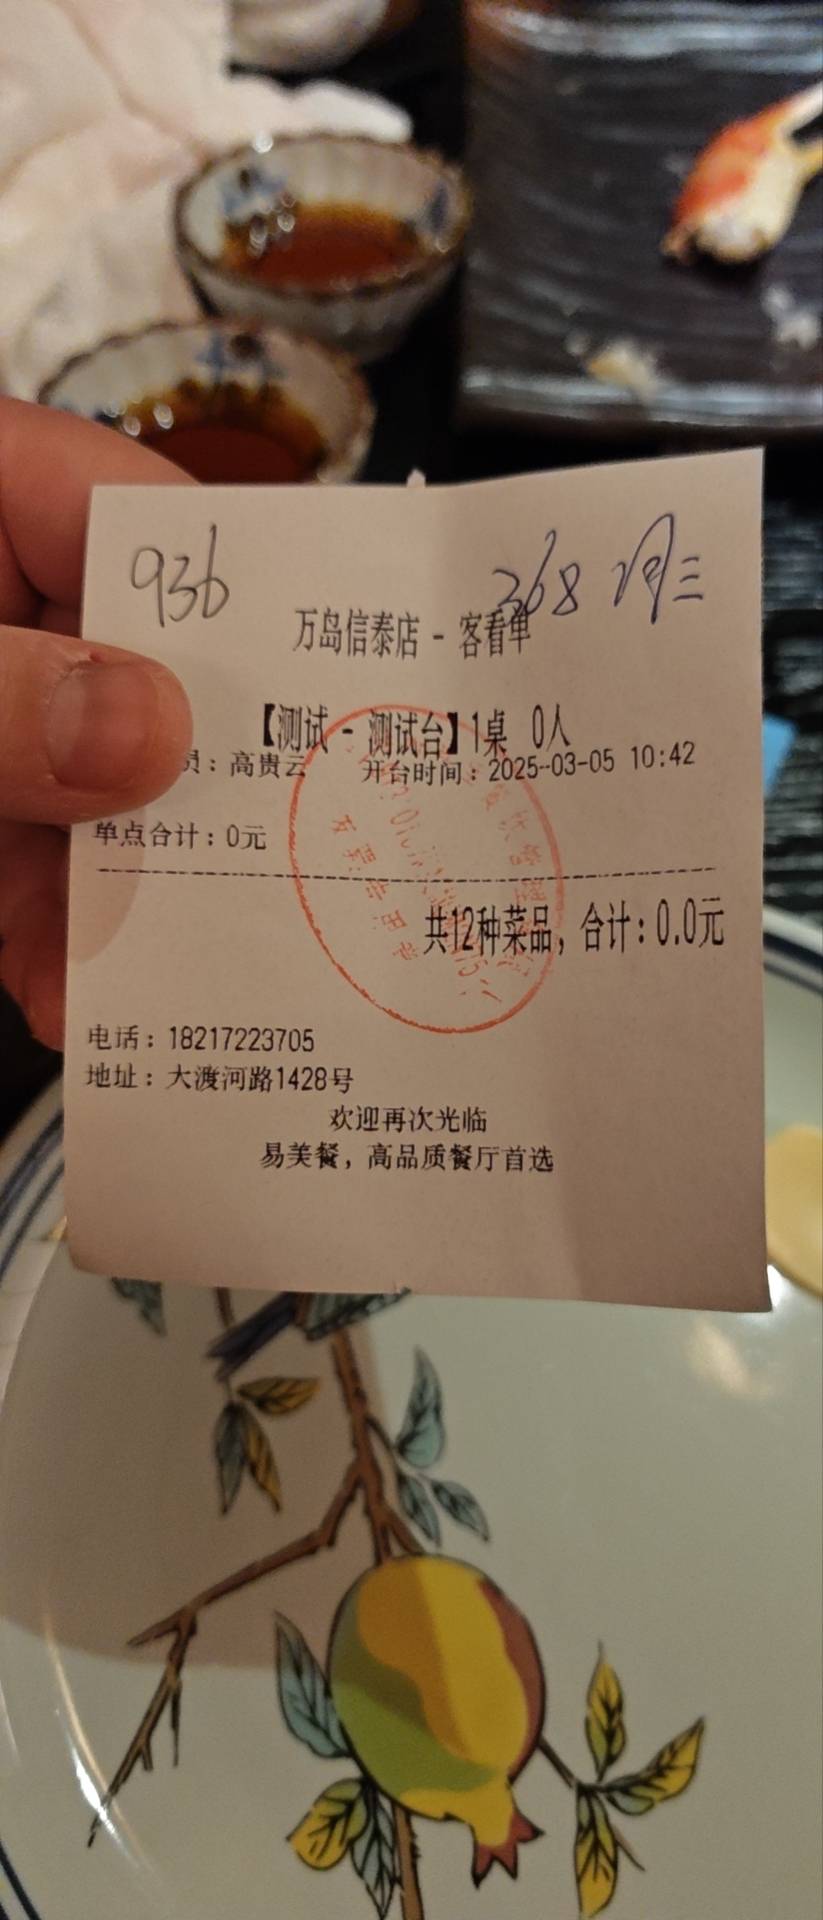 936
368 周三
万岛信泰店 - 客看单
【测试 - 测试台】1桌 0人
员：高贵云 开台时间：2025-03-05 10:42
单点合计：0元
共12种菜品，合计：0.0元
电话：18217223705
地址：大渡河路1428号
欢迎再次光临
易美餐，高品质餐厅首选